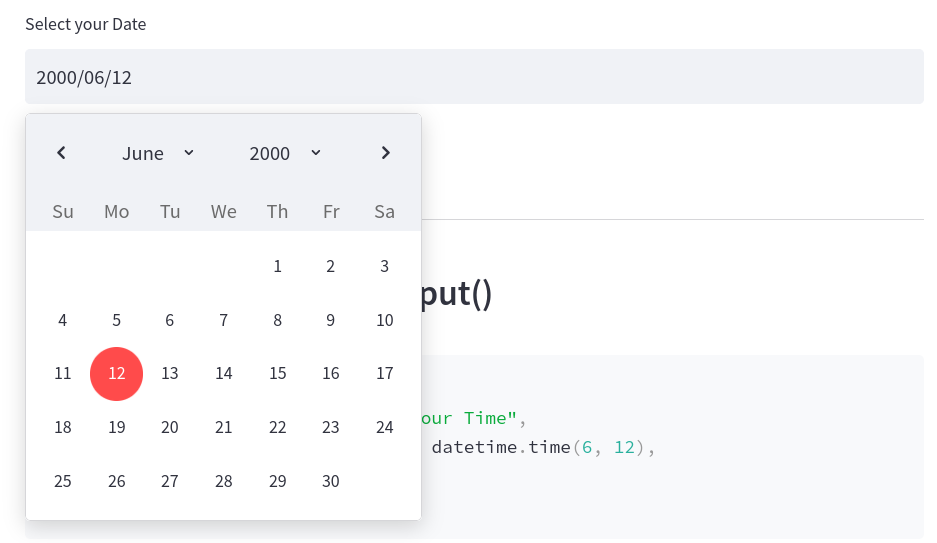 Select your Date
2000/06/12
June 2000
Su Mo Tu We Th Fr Sa
1 2 3
4 5 6 7 8 9 10
11 12 13 14 15 16 17
18 19 20 21 22 23 24
25 26 27 28 29 30
put()
our Time",
datetime.time(6, 12),